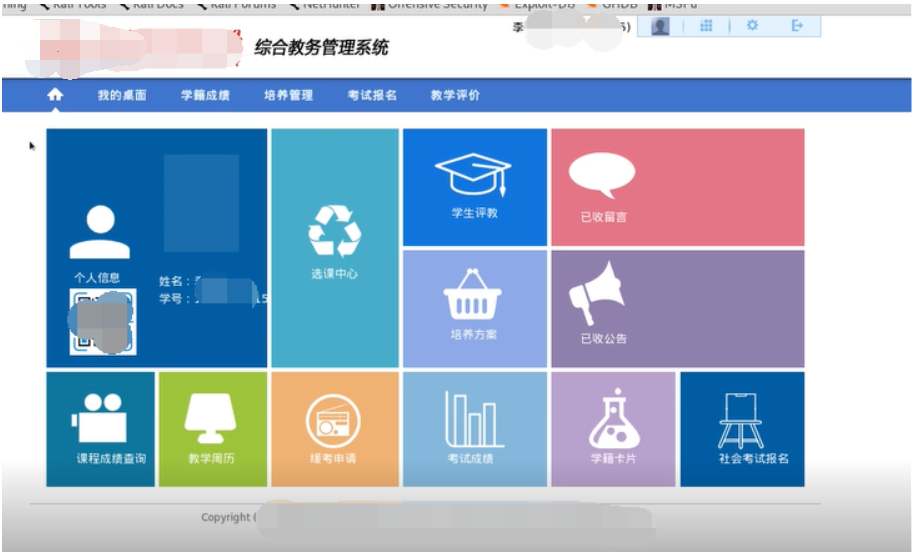 Kali Tools Kali Docs Kali Forums NetHunter Offensive Security Exploit-DB GHDB MSFU
李
综合教务管理系统
我的桌面 学籍成绩 培养管理 考试报名 教学评价
个人信息
姓名：
学号：
选课中心
学生评教
已收留言
培养方案
已收公告
课程成绩查询
教学周历
缓考申请
考试成绩
学籍卡片
社会考试报名
Copyright